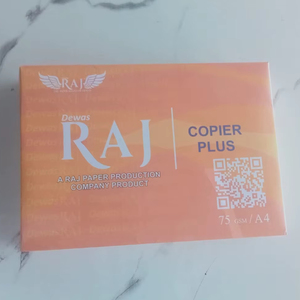 RAJ
Dewas
RAJ
COPIER
PLUS
A RAJ PAPER PRODUCTION
COMPANY PRODUCT
75 / A4